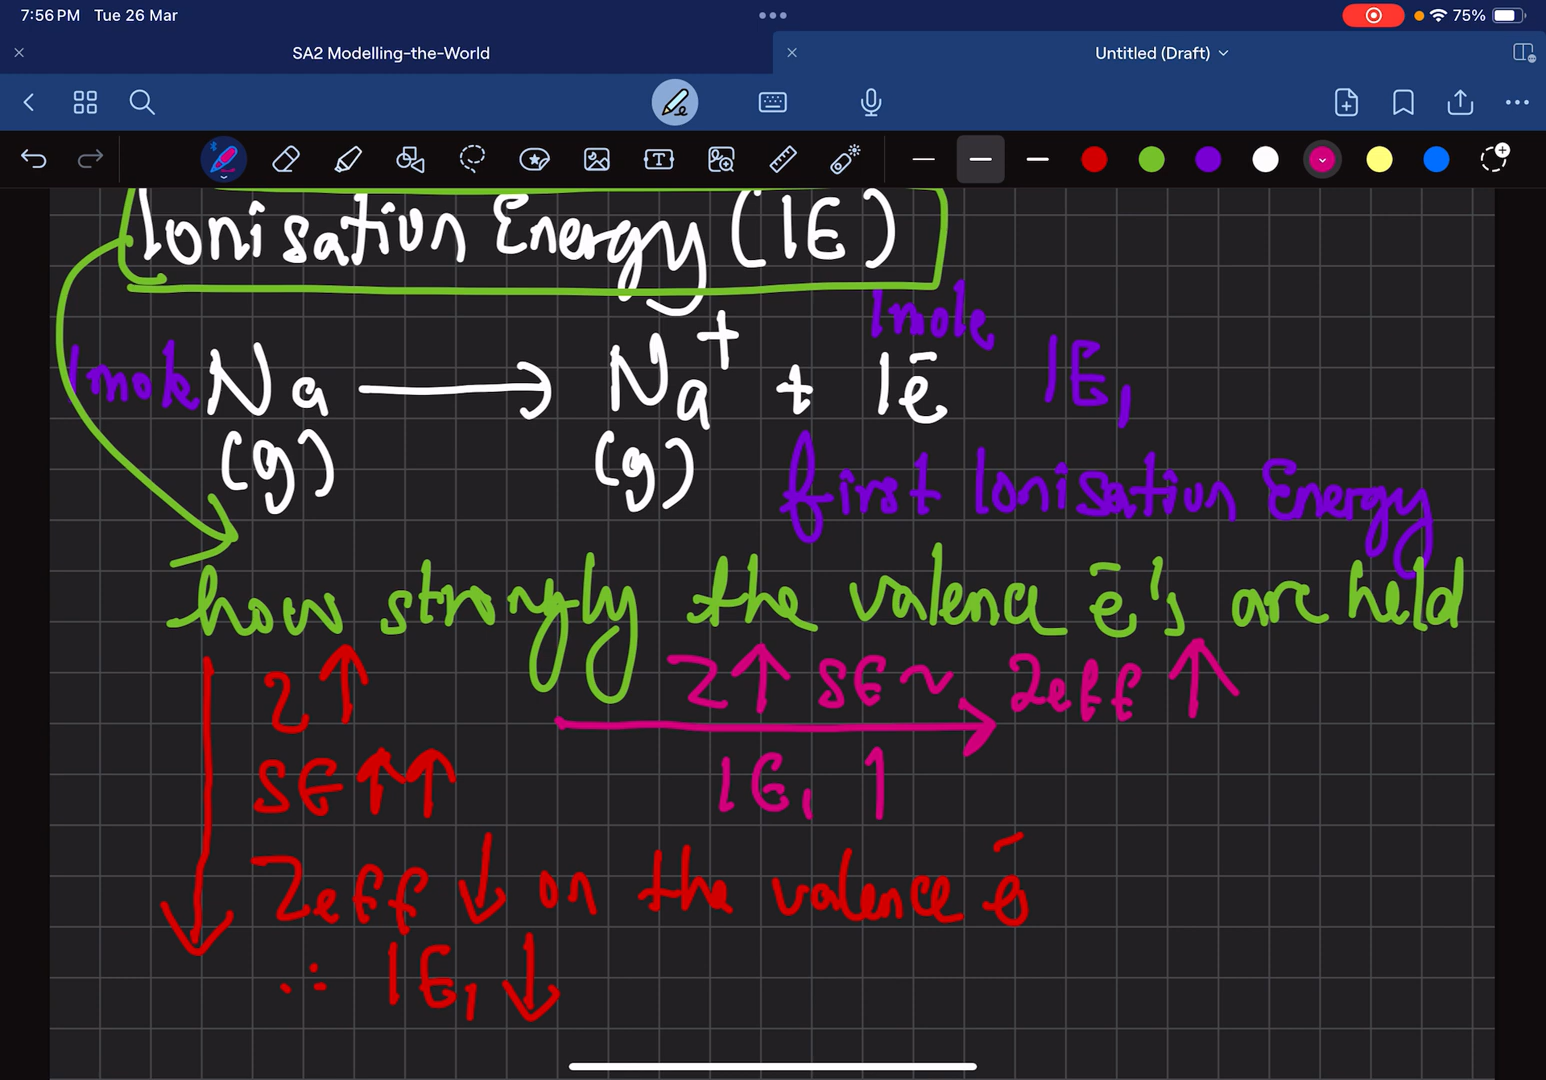 7:56 PM Tue 26 Mar
75%
SA2 Modelling-the-World
Untitled (Draft)
Ionisation Energy (IE)
1mole
1mole Na → Na⁺ + 1ē IE₁
(g) (g)
first Ionisation Energy
how strongly the valence ē's are held
Z↑ Z↑ SE ~ Zeff ↑
SE ↑↑ IE₁ ↑
Zeff ↓ on the valence ē
∴ IE₁ ↓